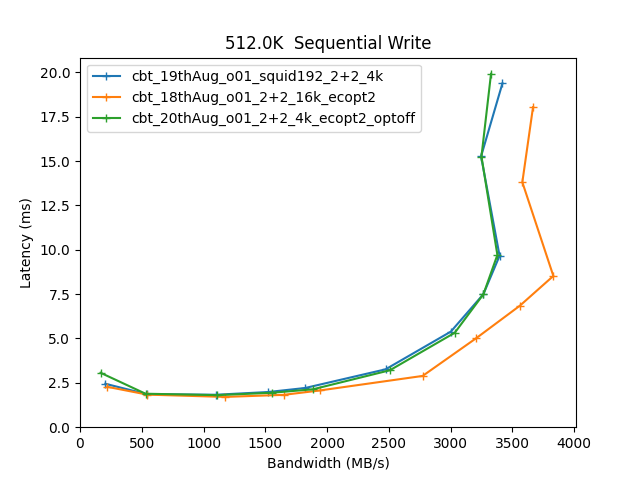 512.0K  Sequential Write
20.0
17.5
15.0
12.5
10.0
7.5
5.0
2.5
0.0
Latency (ms)
cbt_19thAug_o01_squid192_2+2_4k
cbt_18thAug_o01_2+2_16k_ecopt2
cbt_20thAug_o01_2+2_4k_ecopt2_optoff
0 500 1000 1500 2000 2500 3000 3500 4000
Bandwidth (MB/s)